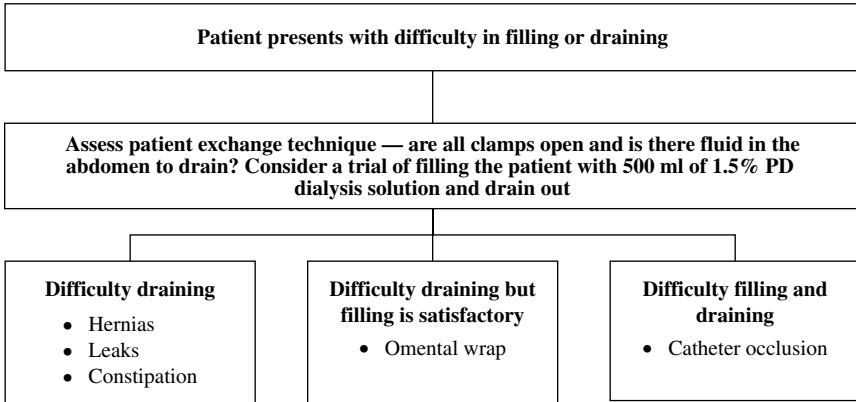 Patient presents with difficulty in filling or draining
Assess patient exchange technique — are all clamps open and is there fluid in the
abdomen to drain? Consider a trial of filling the patient with 500 ml of 1.5% PD
dialysis solution and drain out
Difficulty draining
• Hernias
• Leaks
• Constipation
Difficulty draining but
filling is satisfactory
• Omental wrap
Difficulty filling and
draining
• Catheter occlusion